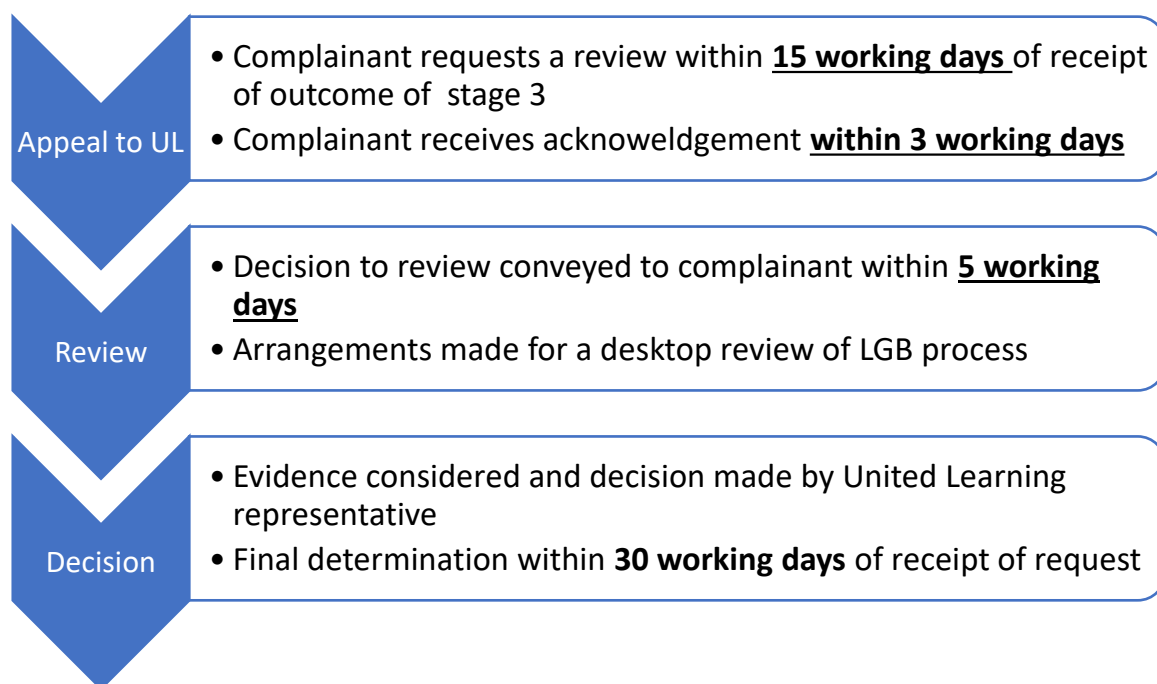 Appeal to UL
• Complainant requests a review within 15 working days of receipt
of outcome of stage 3
• Complainant receives acknoweldgement within 3 working days
Review
• Decision to review conveyed to complainant within 5 working
days
• Arrangements made for a desktop review of LGB process
Decision
• Evidence considered and decision made by United Learning
representative
• Final determination within 30 working days of receipt of request